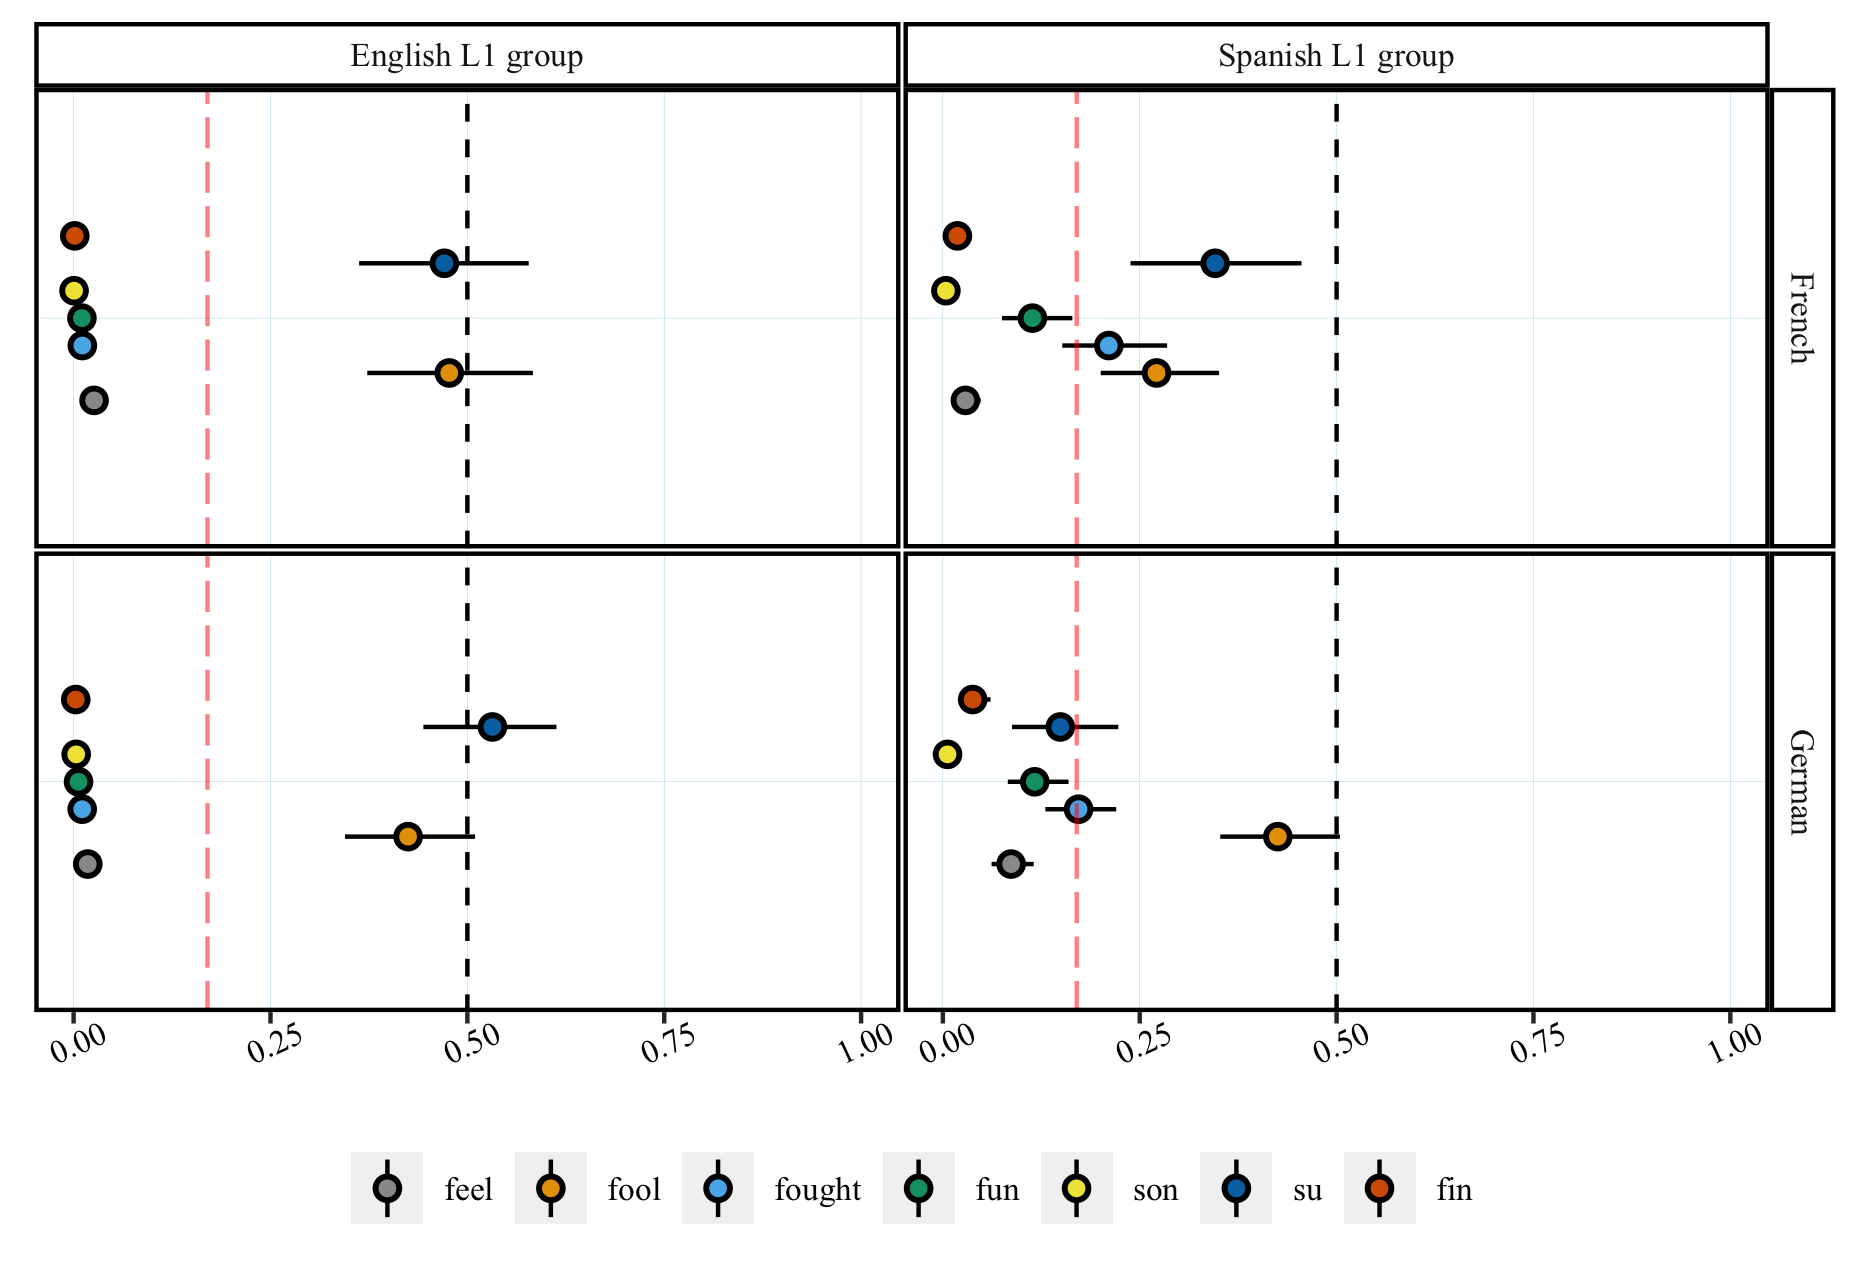 English L1 group
Spanish L1 group
French
German
0.00 0.25 0.50 0.75 1.00
0.00 0.25 0.50 0.75 1.00
feel fool fought fun son su fin